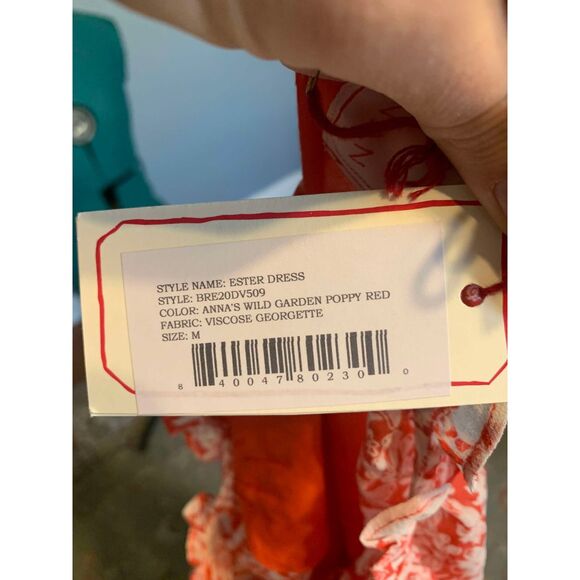 STYLE NAME: ESTER DRESS
STYLE: BRE20DV509
COLOR: ANNA'S WILD GARDEN POPPY RED
FABRIC: VISCOSE GEORGETTE
SIZE: M
8 40047 80230 0